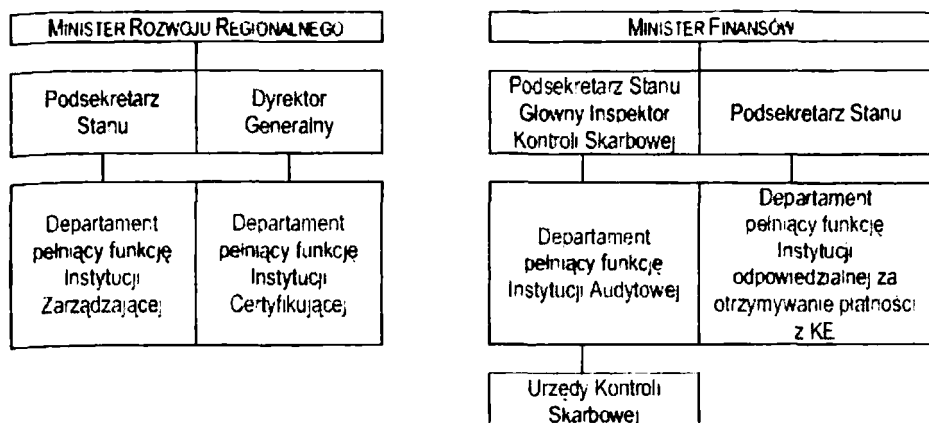 MINISTER ROZWOJU REGIONALNEGO
Podsekretarz
Stanu
Dyrektor
Generalny
Departament
pełniący funkcję
Instytucji
Zarządzającej
Departament
pełniący funkcję
Instytucji
Certyfikującej
MINISTER FINANSÓW
Podsekretarz Stanu
Głowny Inspektor
Kontroli Skarbowej
Podsekretarz Stanu
Departament
pełniący funkcję
Instytucji Audytowej
Departament
pełniący funkcję
Instytucji
odpowiedzialnej za
otrzymywanie płatności
z KE
Urzędy Kontroli
Skarbowej